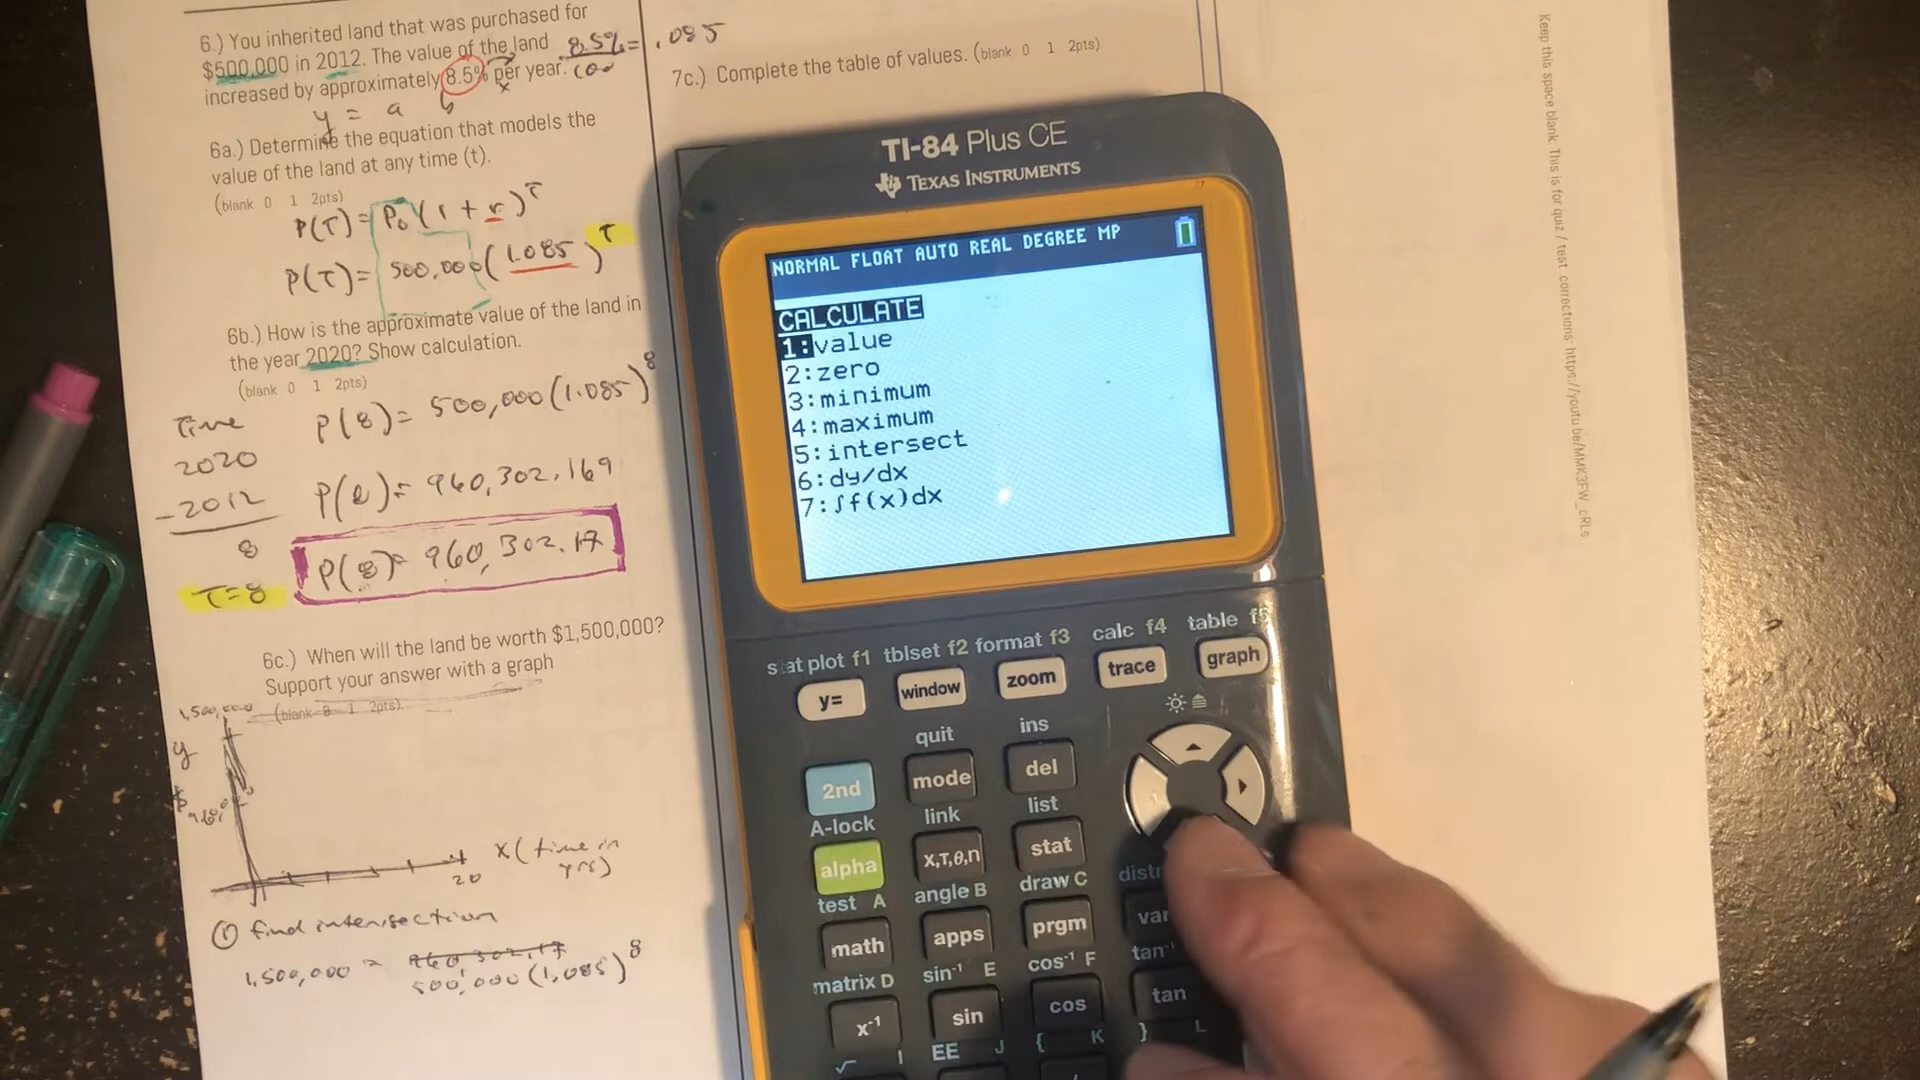 6.) You inherited land that was purchased for
$500,000 in 2012. The value of the land
increased by approximately 8.5% per year.
8.5% = .085
100
x
y = a b
6a.) Determine the equation that models the
value of the land at any time (t).
(blank 0 1 2pts)
P(T) = P₀ (1 + r)ᵀ
P(T) = 500,000 (1.085)ᵀ
6b.) How is the approximate value of the land in
the year 2020? Show calculation.
(blank 0 1 2pts)
Time
2020
-2012
8
T=8
P(8) = 500,000 (1.085)⁸
P(8) = 960,302.169
P(8) = 960,302.17
6c.) When will the land be worth $1,500,000?
Support your answer with a graph
(blank 0 1 2pts).
1,500,000
y
$
960,
x (time in
yrs)
20
① find intersection
1,500,000 = 960,302.17
500,000 (1.085)⁸
7c.) Complete the table of values. (blank 0 1 2pts)
TI-84 Plus CE
TEXAS INSTRUMENTS
NORMAL FLOAT AUTO REAL DEGREE MP
CALCULATE
1:value
2:zero
3:minimum
4:maximum
5:intersect
6:dy/dx
7:∫f(x)dx
stat plot f1 tblset f2 format f3 calc f4 table f5
y= window zoom trace graph
quit ins
2nd mode del
A-lock link list
alpha X,T,θ,n stat
test A angle B draw C distr
math apps prgm
matrix D sin⁻¹ E cos⁻¹ F tan⁻¹
x⁻¹ sin cos tan
√ I EE J { K } L
Keep this space blank. This is for quiz / test corrections: https://youtu.be/MMK3FW_cRLs